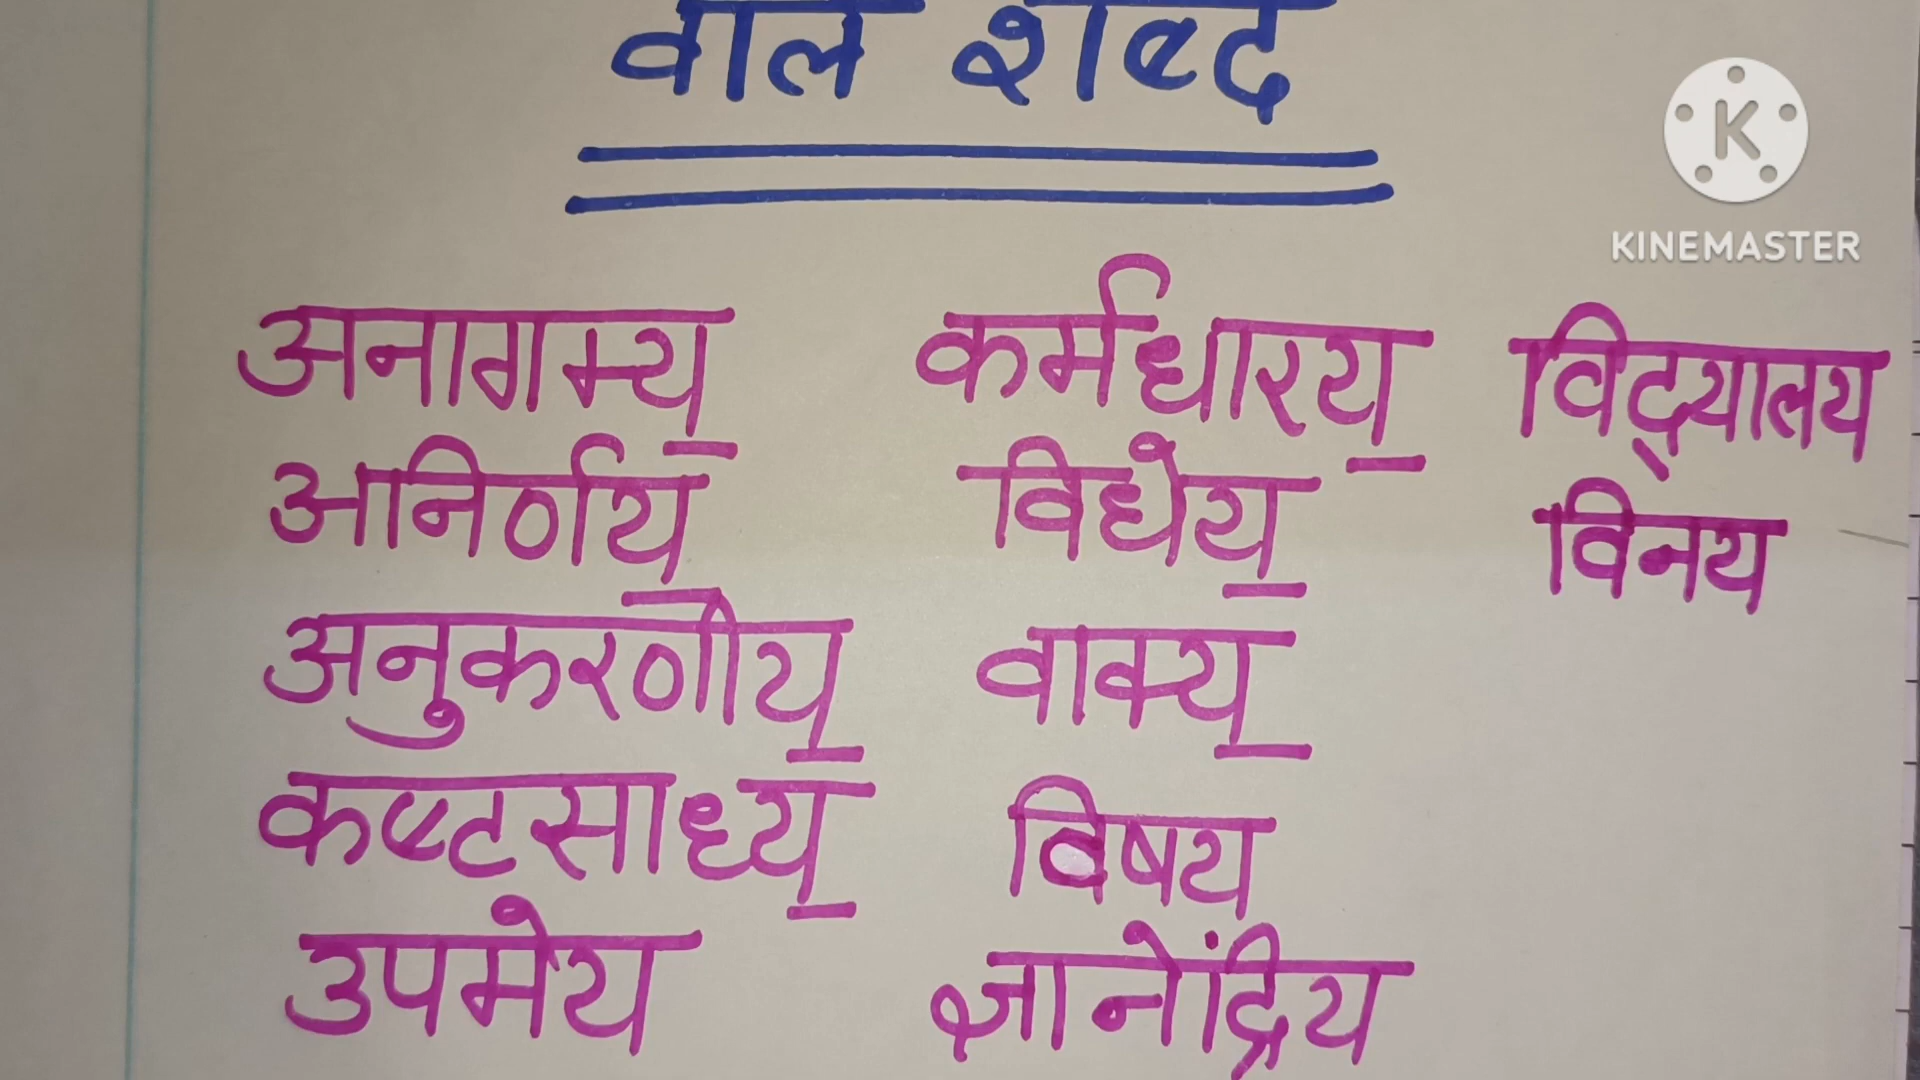 वाले शब्द
KINEMASTER
अनागम्य कर्मधारय विद्यालय
अनिर्णय विधेय विनय
अनुकरणीय वाक्य
कष्टसाध्य विषय
उपमेय ज्ञानेंद्रिय